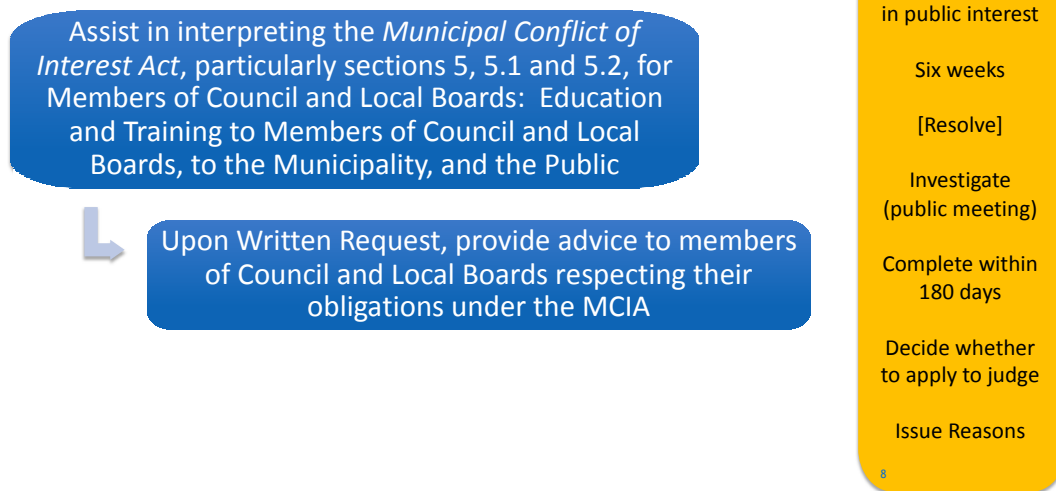 Assist in interpreting the Municipal Conflict of
Interest Act, particularly sections 5, 5.1 and 5.2, for
Members of Council and Local Boards:  Education
and Training to Members of Council and Local
Boards, to the Municipality, and the Public
Upon Written Request, provide advice to members
of Council and Local Boards respecting their
obligations under the MCIA
in public interest
Six weeks
[Resolve]
Investigate
(public meeting)
Complete within
180 days
Decide whether
to apply to judge
Issue Reasons
8